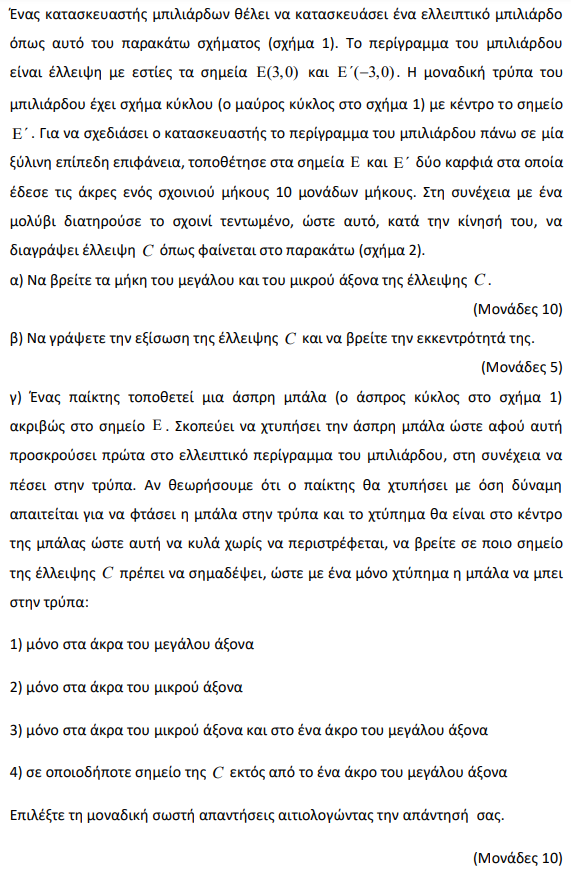 Ένας κατασκευαστής μπιλιάρδων θέλει να κατασκευάσει ένα ελλειπτικό μπιλιάρδο
όπως αυτό του παρακάτω σχήματος (σχήμα 1). Το περίγραμμα του μπιλιάρδου
είναι έλλειψη με εστίες τα σημεία Ε(3,0) και Ε΄(−3,0). Η μοναδική τρύπα του
μπιλιάρδου έχει σχήμα κύκλου (ο μαύρος κύκλος στο σχήμα 1) με κέντρο το σημείο
Ε΄. Για να σχεδιάσει ο κατασκευαστής το περίγραμμα του μπιλιάρδου πάνω σε μία
ξύλινη επίπεδη επιφάνεια, τοποθέτησε στα σημεία Ε και Ε΄ δύο καρφιά στα οποία
έδεσε τις άκρες ενός σχοινιού μήκους 10 μονάδων μήκους. Στη συνέχεια με ένα
μολύβι διατηρούσε το σχοινί τεντωμένο, ώστε αυτό, κατά την κίνησή του, να
διαγράψει έλλειψη C όπως φαίνεται στο παρακάτω (σχήμα 2).
α) Να βρείτε τα μήκη του μεγάλου και του μικρού άξονα της έλλειψης C.
(Μονάδες 10)
β) Να γράψετε την εξίσωση της έλλειψης C και να βρείτε την εκκεντρότητά της.
(Μονάδες 5)
γ) Ένας παίκτης τοποθετεί μια άσπρη μπάλα (ο άσπρος κύκλος στο σχήμα 1)
ακριβώς στο σημείο Ε. Σκοπεύει να χτυπήσει την άσπρη μπάλα ώστε αφού αυτή
προσκρούσει πρώτα στο ελλειπτικό περίγραμμα του μπιλιάρδου, στη συνέχεια να
πέσει στην τρύπα. Αν θεωρήσουμε ότι ο παίκτης θα χτυπήσει με όση δύναμη
απαιτείται για να φτάσει η μπάλα στην τρύπα και το χτύπημα θα είναι στο κέντρο
της μπάλας ώστε αυτή να κυλά χωρίς να περιστρέφεται, να βρείτε σε ποιο σημείο
της έλλειψης C πρέπει να σημαδέψει, ώστε με ένα μόνο χτύπημα η μπάλα να μπει
στην τρύπα:
1) μόνο στα άκρα του μεγάλου άξονα
2) μόνο στα άκρα του μικρού άξονα
3) μόνο στα άκρα του μικρού άξονα και στο ένα άκρο του μεγάλου άξονα
4) σε οποιοδήποτε σημείο της C εκτός από το ένα άκρο του μεγάλου άξονα
Επιλέξτε τη μοναδική σωστή απαντήσεις αιτιολογώντας την απάντησή σας.
(Μονάδες 10)